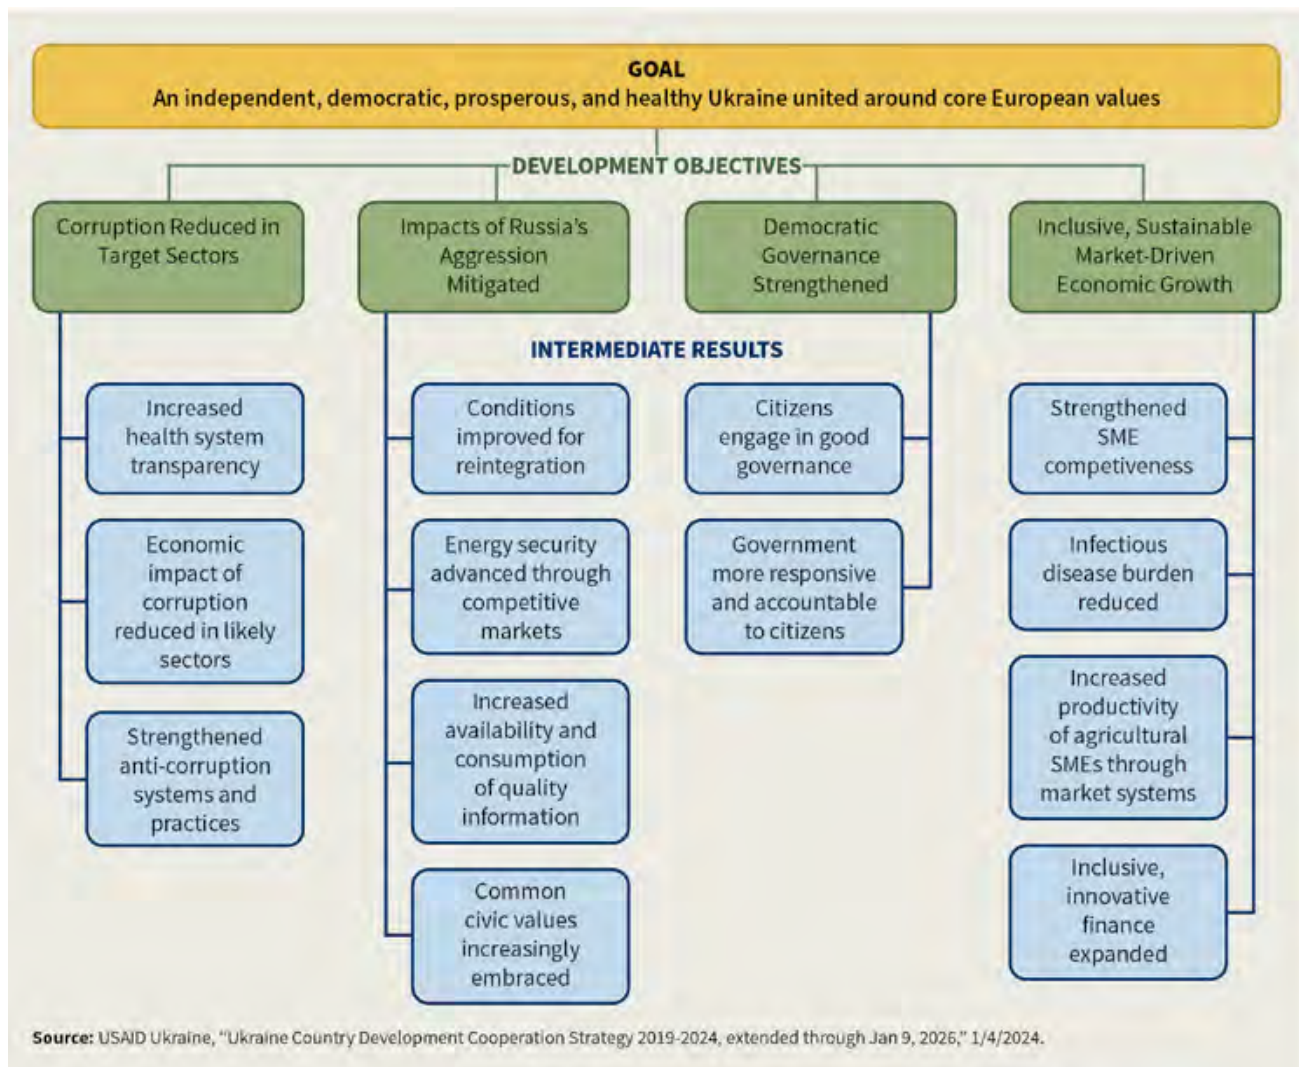 GOAL
An independent, democratic, prosperous, and healthy Ukraine united around core European values
DEVELOPMENT OBJECTIVES
Corruption Reduced in
Target Sectors
Impacts of Russia's
Aggression
Mitigated
Democratic
Governance
Strengthened
Inclusive, Sustainable
Market-Driven
Economic Growth
INTERMEDIATE RESULTS
Increased
health system
transparency
Economic
impact of
corruption
reduced in likely
sectors
Strengthened
anti-corruption
systems and
practices
Conditions
improved for
reintegration
Energy security
advanced through
competitive
markets
Increased
availability and
consumption
of quality
information
Common
civic values
increasingly
embraced
Citizens
engage in good
governance
Government
more responsive
and accountable
to citizens
Strengthened
SME
competiveness
Infectious
disease burden
reduced
Increased
productivity
of agricultural
SMEs through
market systems
Inclusive,
innovative
finance
expanded
Source: USAID Ukraine, "Ukraine Country Development Cooperation Strategy 2019-2024, extended through Jan 9, 2026," 1/4/2024.